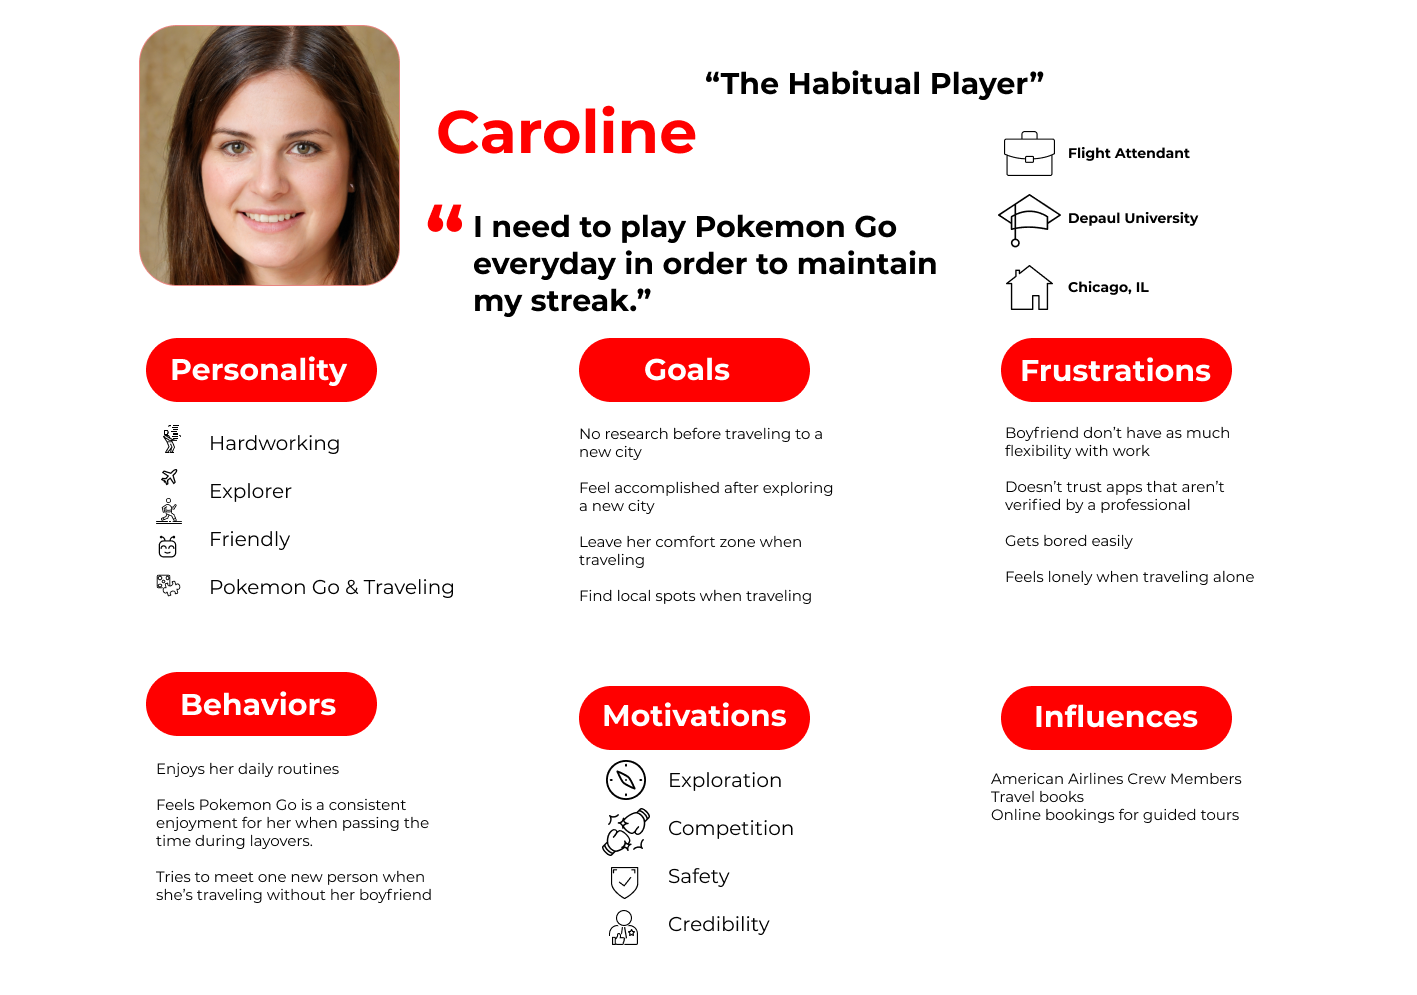 “The Habitual Player”
Caroline
Flight Attendant
Depaul University
Chicago, IL
“ I need to play Pokemon Go
everyday in order to maintain
my streak.”
Personality
Hardworking
Explorer
Friendly
Pokemon Go & Traveling
Goals
No research before traveling to a
new city
Feel accomplished after exploring
a new city
Leave her comfort zone when
traveling
Find local spots when traveling
Frustrations
Boyfriend don’t have as much
flexibility with work
Doesn’t trust apps that aren’t
verified by a professional
Gets bored easily
Feels lonely when traveling alone
Behaviors
Enjoys her daily routines
Feels Pokemon Go is a consistent
enjoyment for her when passing the
time during layovers.
Tries to meet one new person when
she’s traveling without her boyfriend
Motivations
Exploration
Competition
Safety
Credibility
Influences
American Airlines Crew Members
Travel books
Online bookings for guided tours